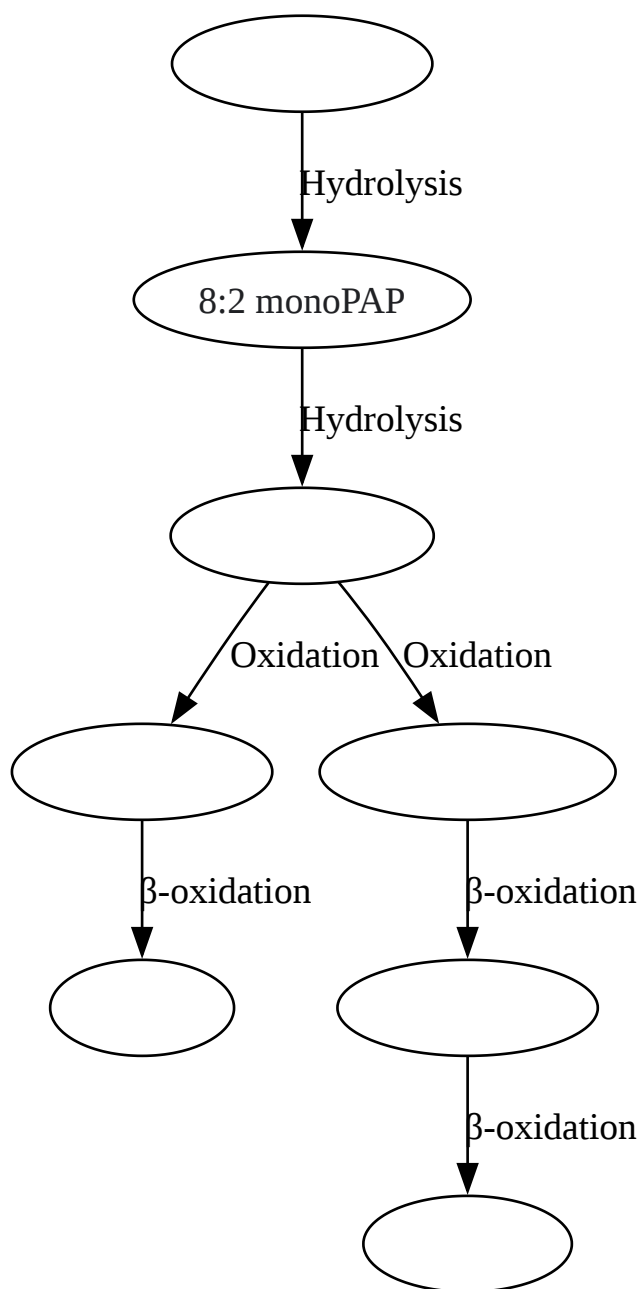 Hydrolysis
8:2 monoPAP
Hydrolysis
Oxidation
Oxidation
β-oxidation
β-oxidation
β-oxidation